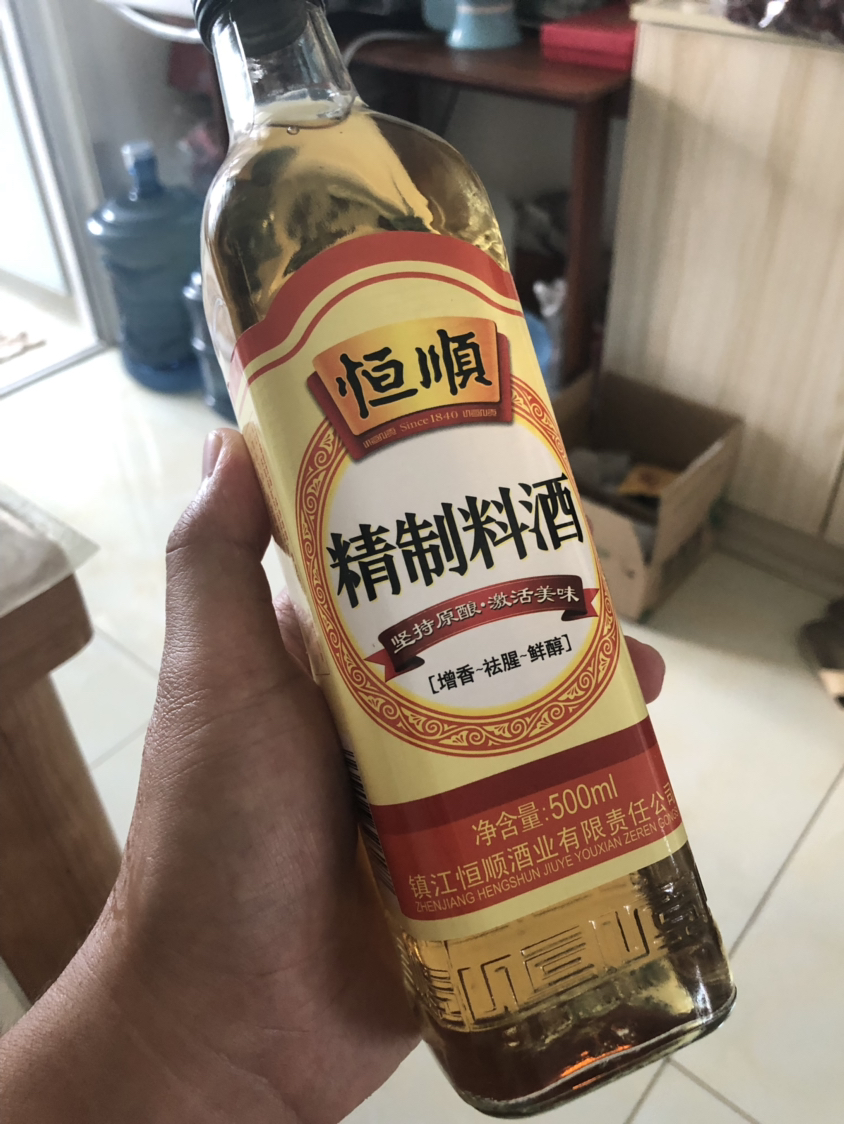 恒順
Since 1840
精制料酒
坚持原酿·激活美味
[增香~祛腥~鲜醇]
净含量:500ml
镇江恒顺酒业有限责任公司
ZHENJIANG HENGSHUN JIUYE YOUXIAN ZEREN GONGSI